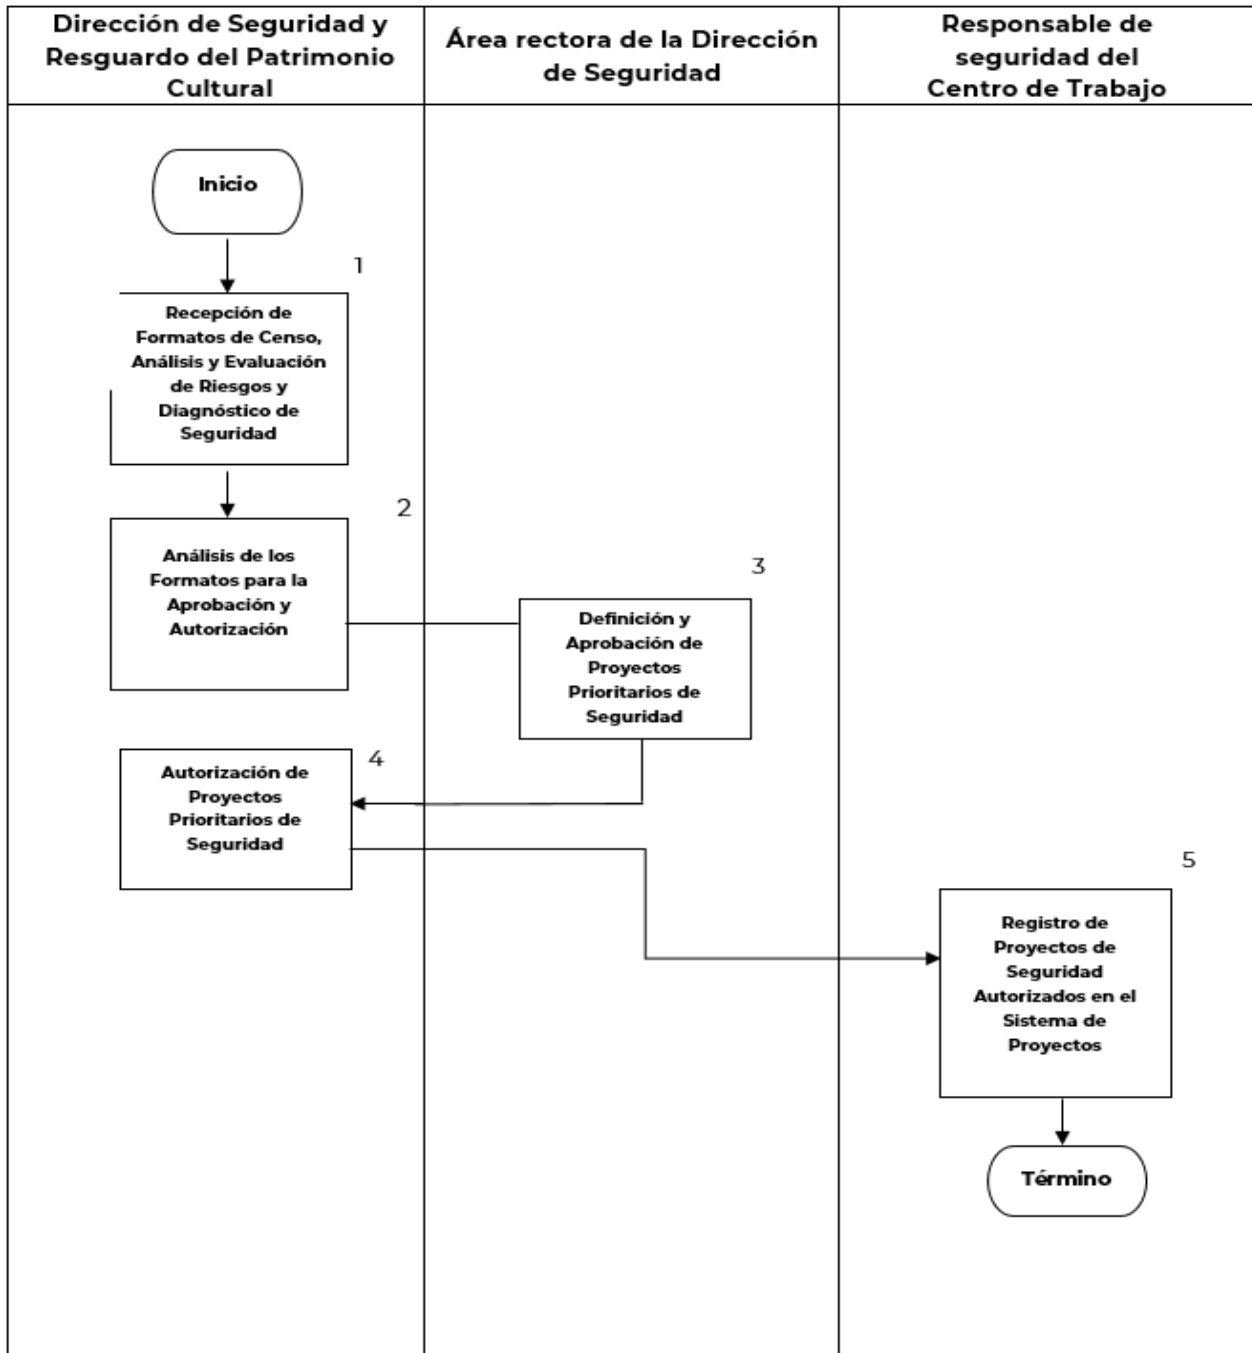 Dirección de Seguridad y
Resguardo del Patrimonio
Cultural
Área rectora de la Dirección
de Seguridad
Responsable de
seguridad del
Centro de Trabajo
Inicio
1
Recepción de
Formatos de Censo,
Análisis y Evaluación
de Riesgos y
Diagnóstico de
Seguridad
2
Análisis de los
Formatos para la
Aprobación y
Autorización
3
Definición y
Aprobación de
Proyectos
Prioritarios de
Seguridad
4
Autorización de
Proyectos
Prioritarios de
Seguridad
5
Registro de
Proyectos de
Seguridad
Autorizados en el
Sistema de
Proyectos
Término